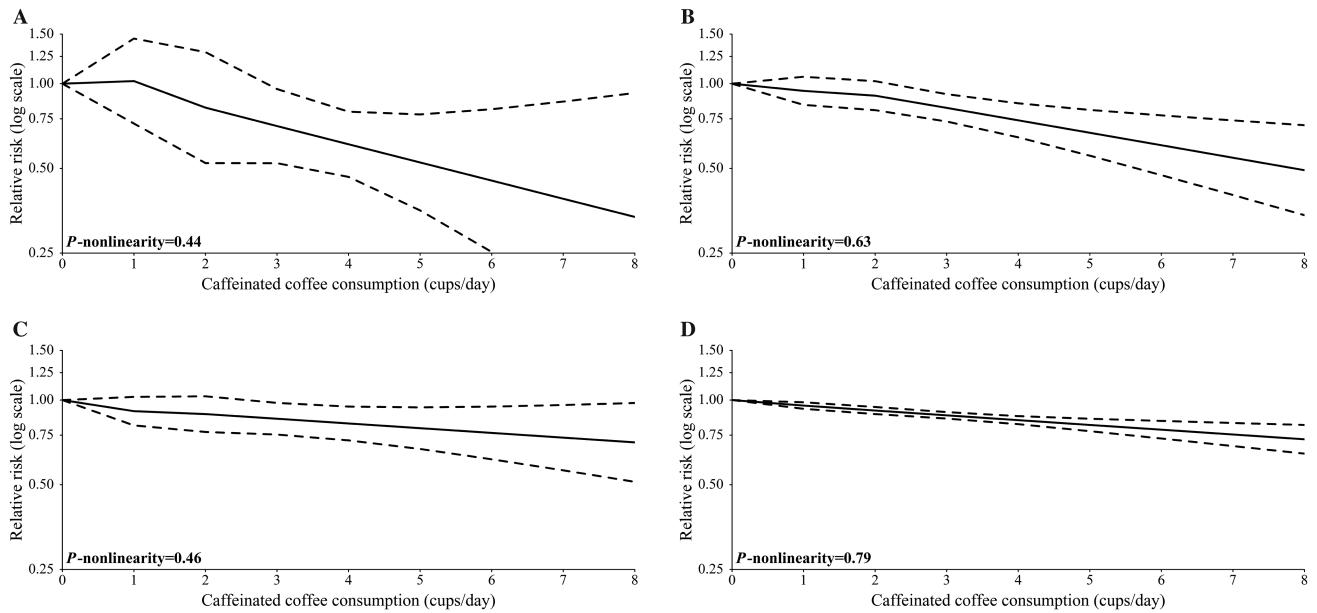 A
Relative risk (log scale)
1.50
1.25
1.00
0.75
0.50
0.25
P-nonlinearity=0.44
0 1 2 3 4 5 6 7 8
Caffeinated coffee consumption (cups/day)
B
Relative risk (log scale)
1.50
1.25
1.00
0.75
0.50
0.25
P-nonlinearity=0.63
0 1 2 3 4 5 6 7 8
Caffeinated coffee consumption (cups/day)
C
Relative risk (log scale)
1.50
1.25
1.00
0.75
0.50
0.25
P-nonlinearity=0.46
0 1 2 3 4 5 6 7 8
Caffeinated coffee consumption (cups/day)
D
Relative risk (log scale)
1.50
1.25
1.00
0.75
0.50
0.25
P-nonlinearity=0.79
0 1 2 3 4 5 6 7 8
Caffeinated coffee consumption (cups/day)